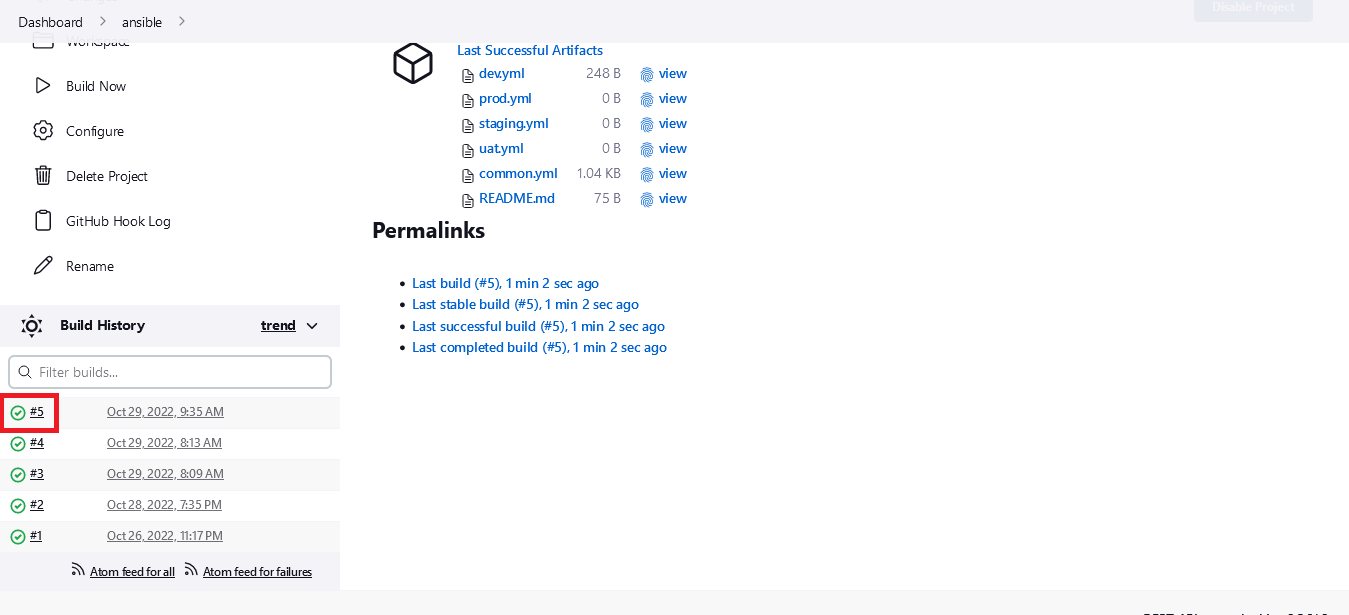 Dashboard > ansible >
Disable Project
Workspace
Build Now
Configure
Delete Project
GitHub Hook Log
Rename
Build History trend
Filter builds...
#5 Oct 29, 2022, 9:35 AM
#4 Oct 29, 2022, 8:13 AM
#3 Oct 29, 2022, 8:09 AM
#2 Oct 28, 2022, 7:35 PM
#1 Oct 26, 2022, 11:17 PM
Atom feed for all Atom feed for failures
Last Successful Artifacts
dev.yml 248 B view
prod.yml 0 B view
staging.yml 0 B view
uat.yml 0 B view
common.yml 1.04 KB view
README.md 75 B view
Permalinks
Last build (#5), 1 min 2 sec ago
Last stable build (#5), 1 min 2 sec ago
Last successful build (#5), 1 min 2 sec ago
Last completed build (#5), 1 min 2 sec ago